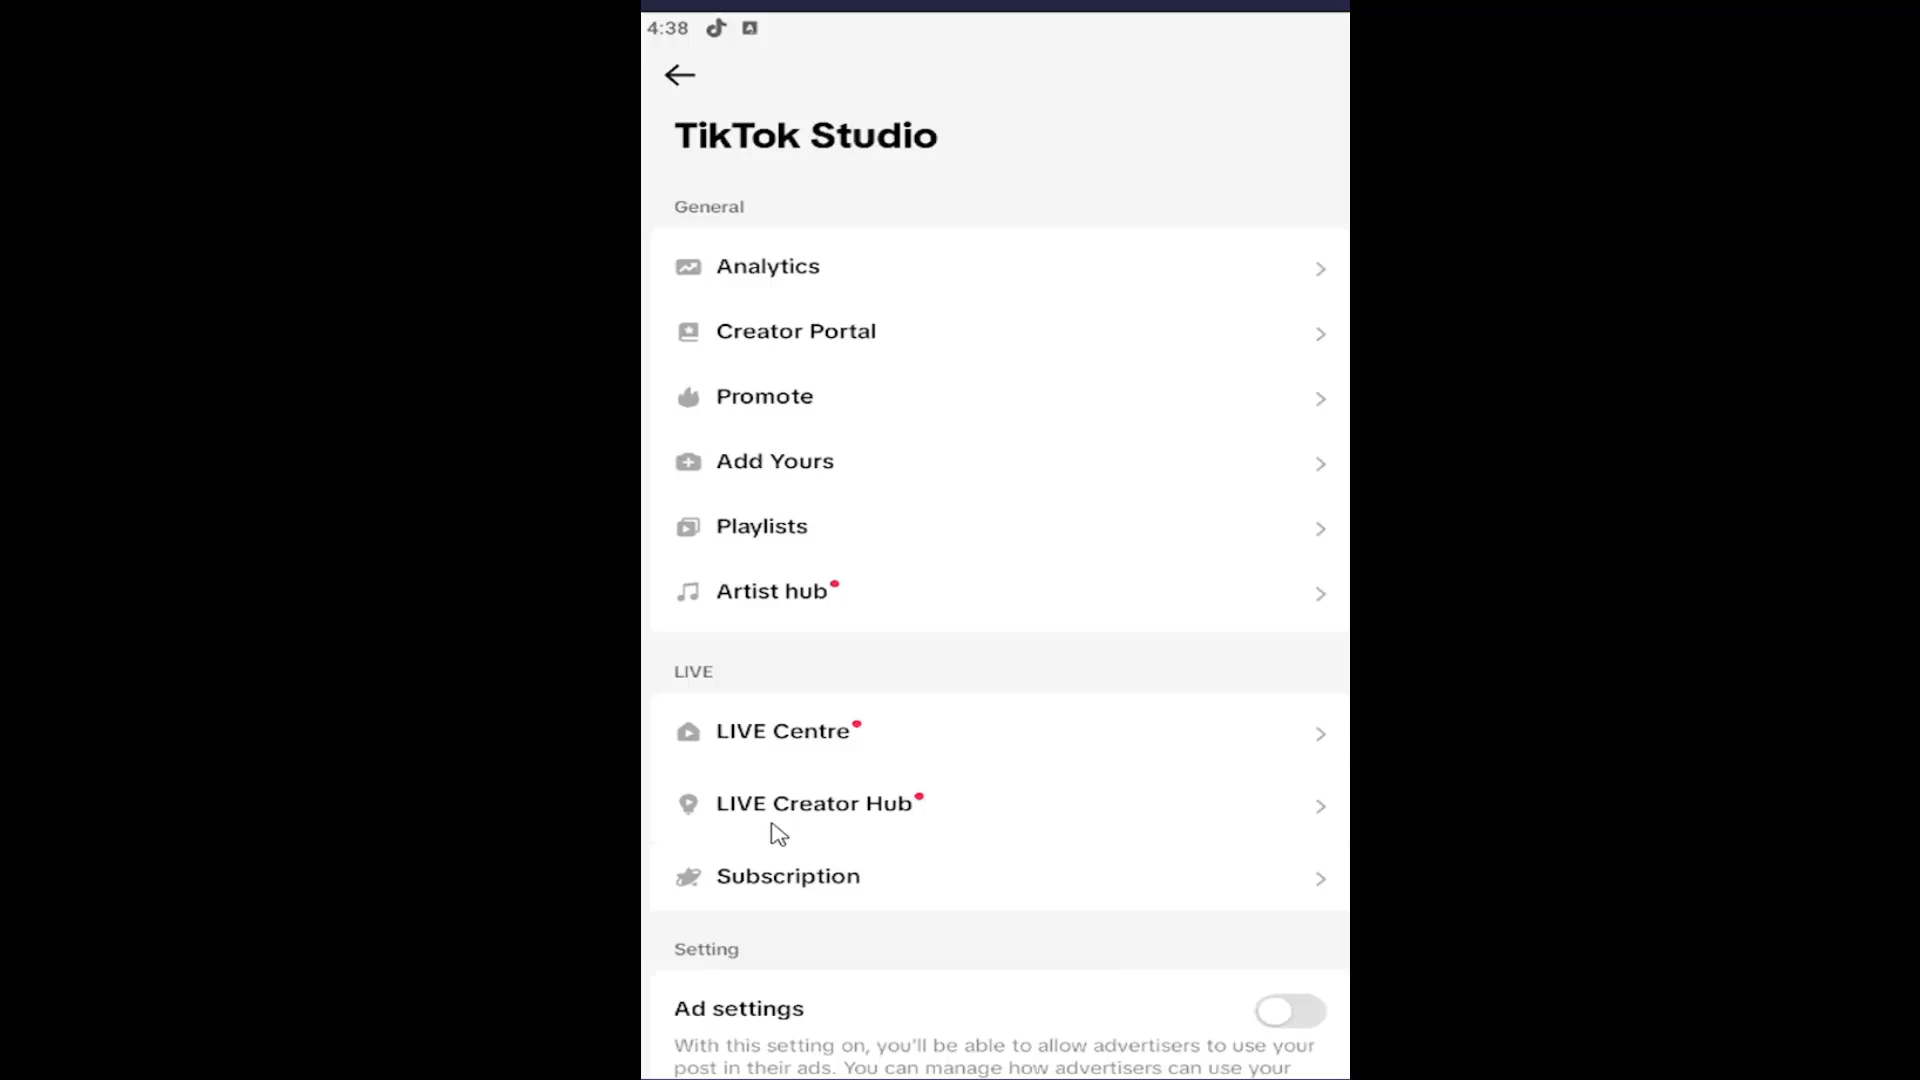 4:38
TikTok Studio
General
Analytics
Creator Portal
Promote
Add Yours
Playlists
Artist hub
LIVE
LIVE Centre
LIVE Creator Hub
Subscription
Setting
Ad settings
With this setting on, you'll be able to allow advertisers to use your
post in their ads. You can manage how advertisers can use your